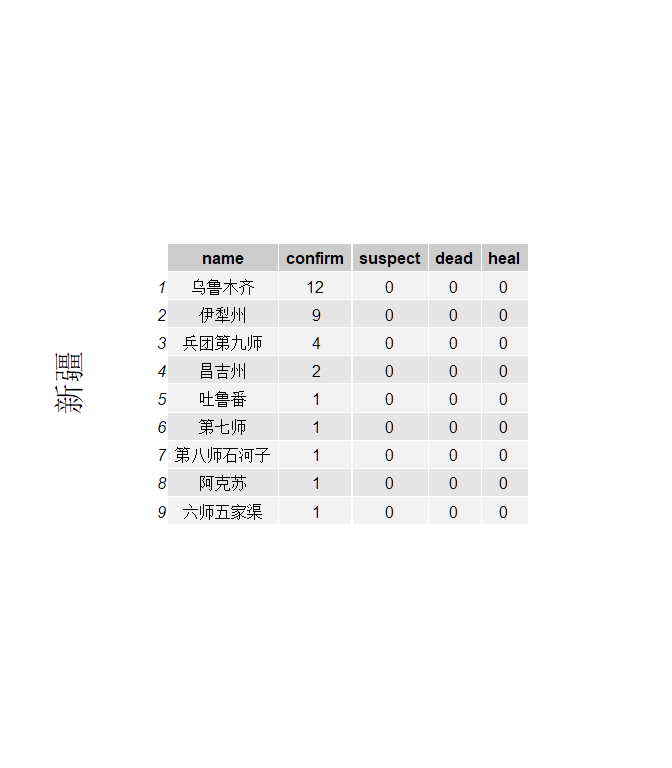 新疆
name confirm suspect dead heal
1 乌鲁木齐 12 0 0 0
2 伊犁州 9 0 0 0
3 兵团第九师 4 0 0 0
4 昌吉州 2 0 0 0
5 吐鲁番 1 0 0 0
6 第七师 1 0 0 0
7 第八师石河子 1 0 0 0
8 阿克苏 1 0 0 0
9 六师五家渠 1 0 0 0